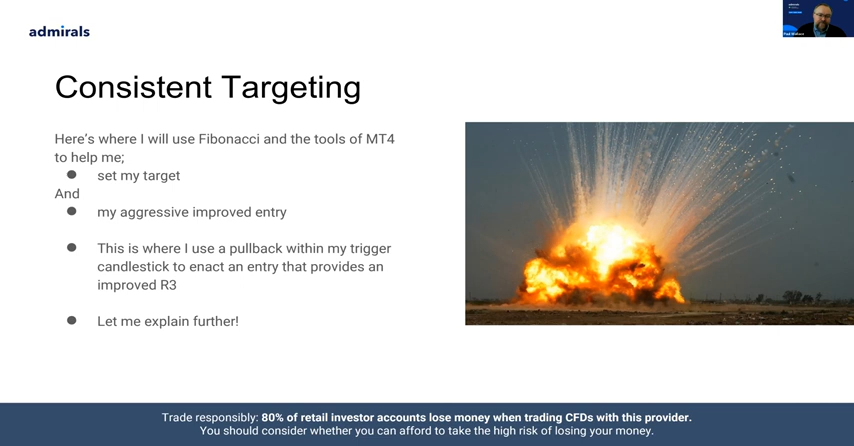 admirals
Consistent Targeting
Here's where I will use Fibonacci and the tools of MT4
to help me;
● set my target
And
● my aggressive improved entry
● This is where I use a pullback within my trigger
candlestick to enact an entry that provides an
improved R3
● Let me explain further!
Trade responsibly: 80% of retail investor accounts lose money when trading CFDs with this provider.
You should consider whether you can afford to take the high risk of losing your money.